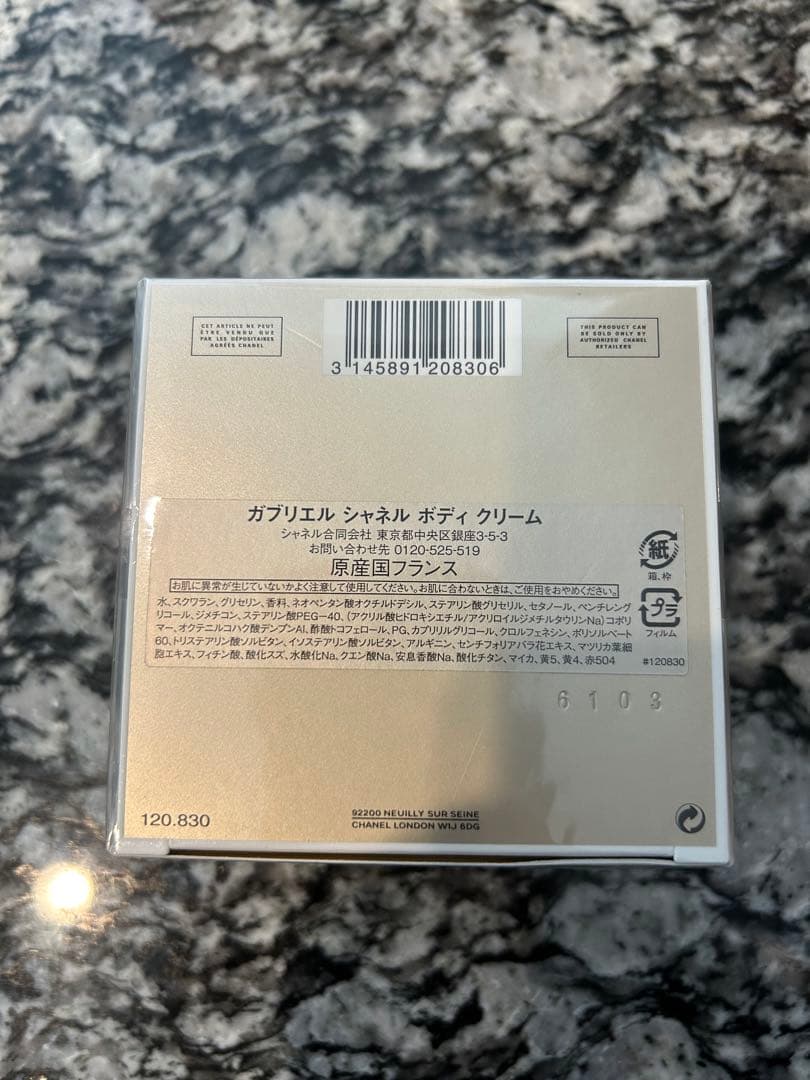 CET ARTICLE NE PEUT
ÊTRE VENDU QUE
PAR LES DÉPOSITAIRES
AGRÉÉS CHANEL
3 145891 208306
THIS PRODUCT CAN
BE SOLD ONLY BY
AUTHORIZED CHANEL
RETAILERS
ガブリエル シャネル ボディ クリーム
シャネル合同会社 東京都中央区銀座3-5-3
お問い合わせ先 0120-525-519
原産国フランス
お肌に異常が生じていないかよく注意して使用してください。お肌に合わないときは、ご使用をおやめください。
水、スクワラン、グリセリン、香料、ネオペンタン酸オクチルドデシル、ステアリン酸グリセリル、セタノール、ペンチレング
リコール、ジメチコン、ステアリン酸PEG-40、(アクリル酸ヒドロキシエチル/アクリロイルジメチルタウリンNa)コポリ
マー、オクテニルコハク酸デンプンAl、酢酸トコフェロール、PG、カプリリルグリコール、クロルフェネシン、ポリソルベート
60、トリステアリン酸ソルビタン、イソステアリン酸ソルビタン、アルギニン、センチフォリアバラ花エキス、マツリカ葉細
胞エキス、フィチン酸、酸化スズ、水酸化Na、クエン酸Na、安息香酸Na、酸化チタン、マイカ、黄5、黄4、赤504
紙
箱、枠
プラ
フィルム
#120830
6103
120.830
92200 NEUILLY SUR SEINE
CHANEL LONDON W1J 6DG